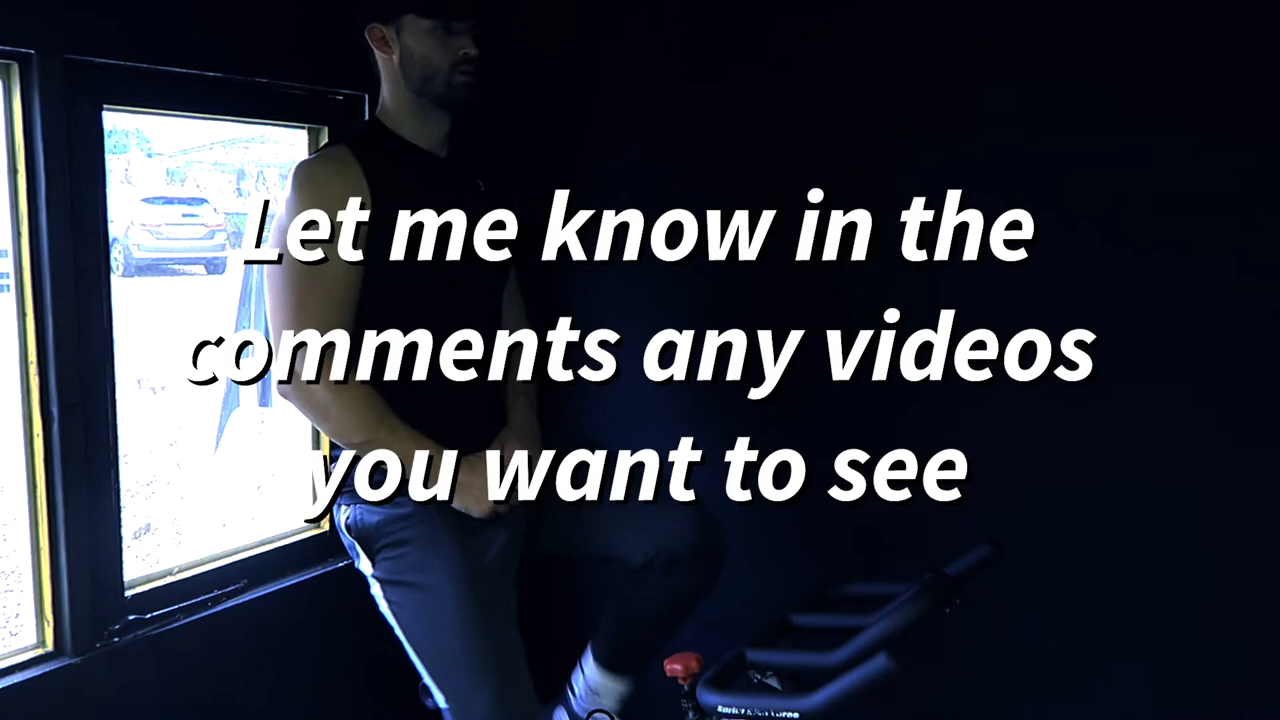 Let me know in the
comments any videos
you want to see